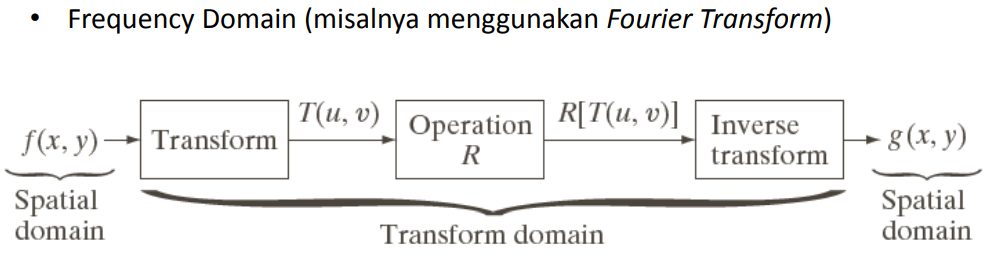 • Frequency Domain (misalnya menggunakan Fourier Transform)
f(x, y)
Transform
T(u, v)
Operation
R
R[T(u, v)]
Inverse
transform
g(x, y)
Spatial
domain
Transform domain
Spatial
domain